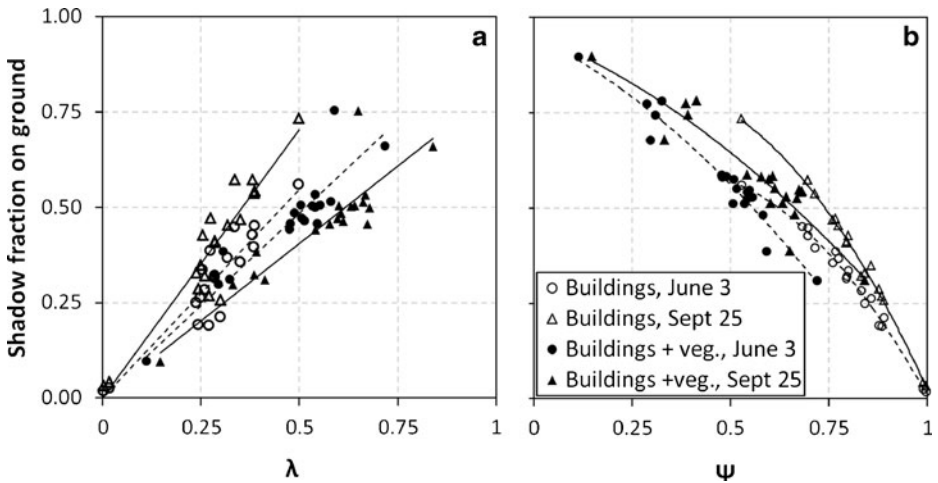 Shadow fraction on ground
1.00
0.75
0.50
0.25
0.00
a
0
0.25
0.5
0.75
1
λ
b
Buildings, June 3
Buildings, Sept 25
Buildings + veg., June 3
Buildings +veg., Sept 25
0
0.25
0.5
0.75
1
Ψ